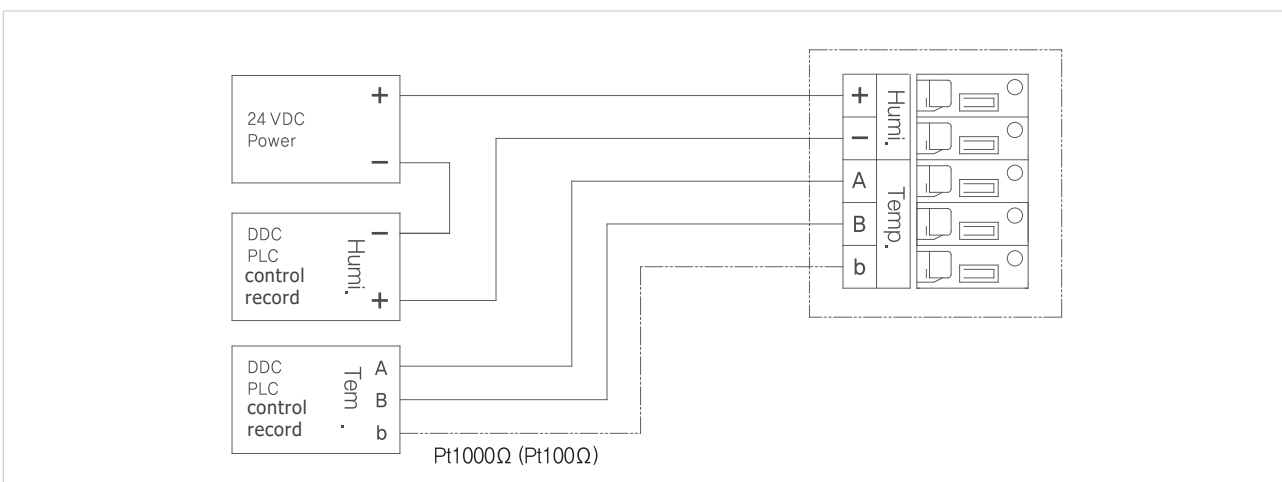 24 VDC
Power
+
−
DDC
PLC
control
record
Humi.
−
+
DDC
PLC
control
record
Tem .
A
B
b
Pt1000Ω (Pt100Ω)
+
−
A
B
b
Humi.
Temp.